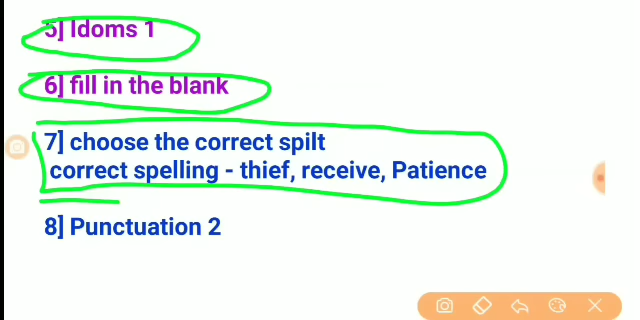 5] Idoms 1
6] fill in the blank
7] choose the correct spilt
correct spelling - thief, receive, Patience
8] Punctuation 2